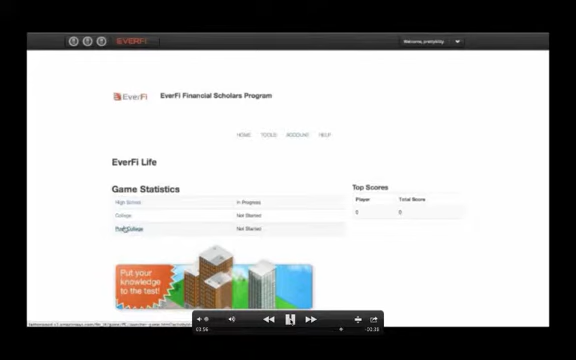 EVERFI
EverFi
EverFi Financial Scholars Program
HOME TOOLS ACCOUNT HELP
EverFi Life
Game Statistics
High School In Progress
College Not Started
Post College Not Started
Top Scores
Player Total Score
Put your
knowledge
to the test!